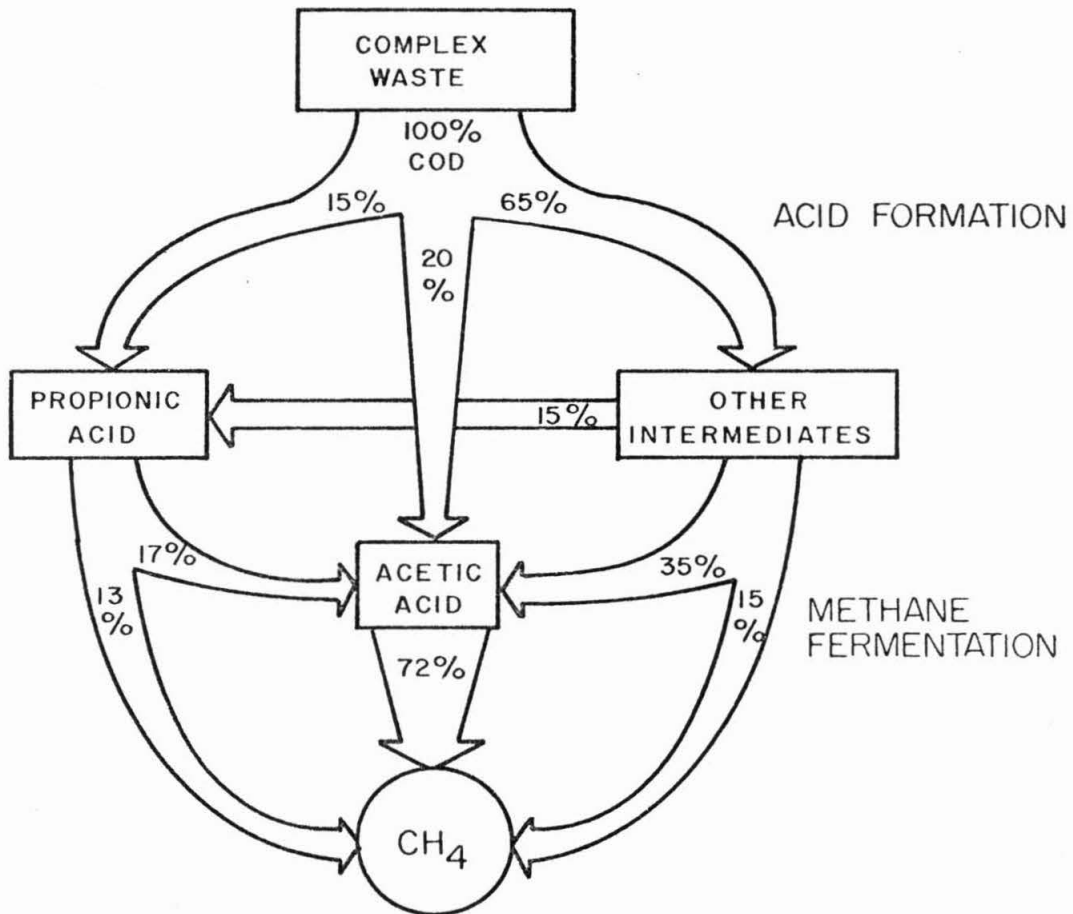 COMPLEX
WASTE
100%
COD
15%
65%
ACID FORMATION
20
%
PROPIONIC
ACID
15%
OTHER
INTERMEDIATES
17%
ACETIC
ACID
35%
13
%
15
%
METHANE
FERMENTATION
72%
CH₄